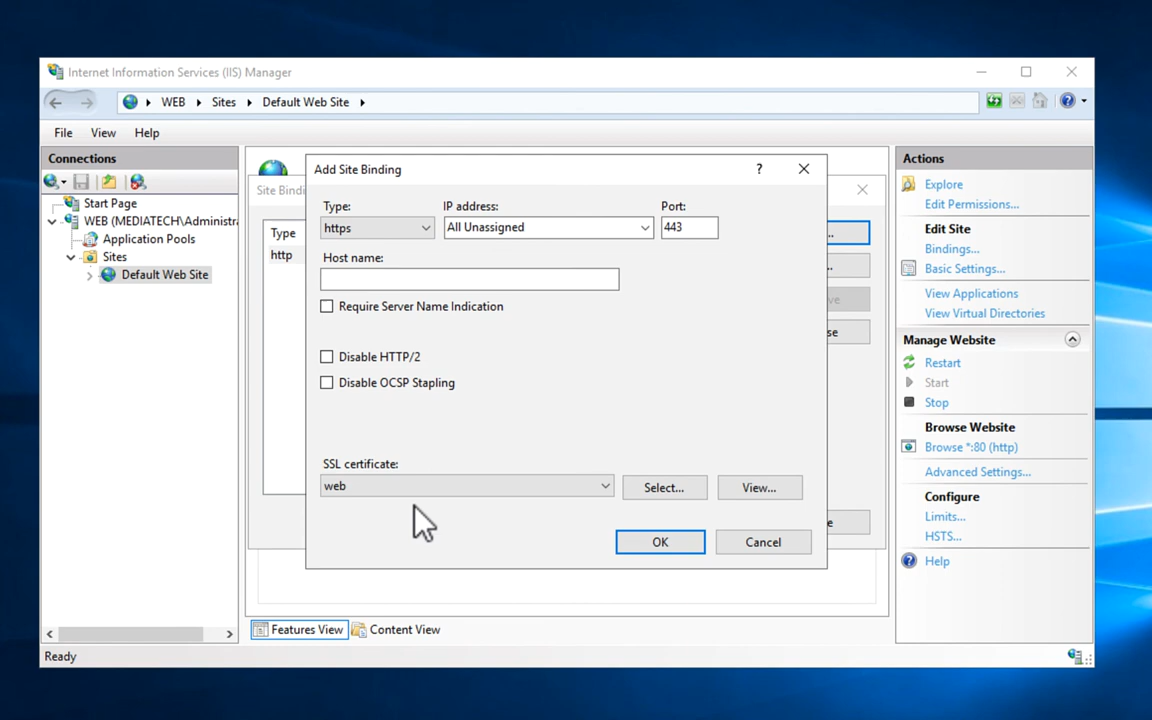 Internet Information Services (IIS) Manager
WEB
Sites
Default Web Site
File View Help
Connections
Start Page
WEB (MEDIATECH\Administra
Application Pools
Sites
Default Web Site
Site Bindi
Type
http
...
...
ve
se
e
Add Site Binding
?
Type: IP address: Port:
https All Unassigned 443
Host name:
Require Server Name Indication
Disable HTTP/2
Disable OCSP Stapling
SSL certificate:
web Select... View...
OK Cancel
Features View Content View
Actions
Explore
Edit Permissions...
Edit Site
Bindings...
Basic Settings...
View Applications
View Virtual Directories
Manage Website
Restart
Start
Stop
Browse Website
Browse *:80 (http)
Advanced Settings...
Configure
Limits...
HSTS...
Help
Ready